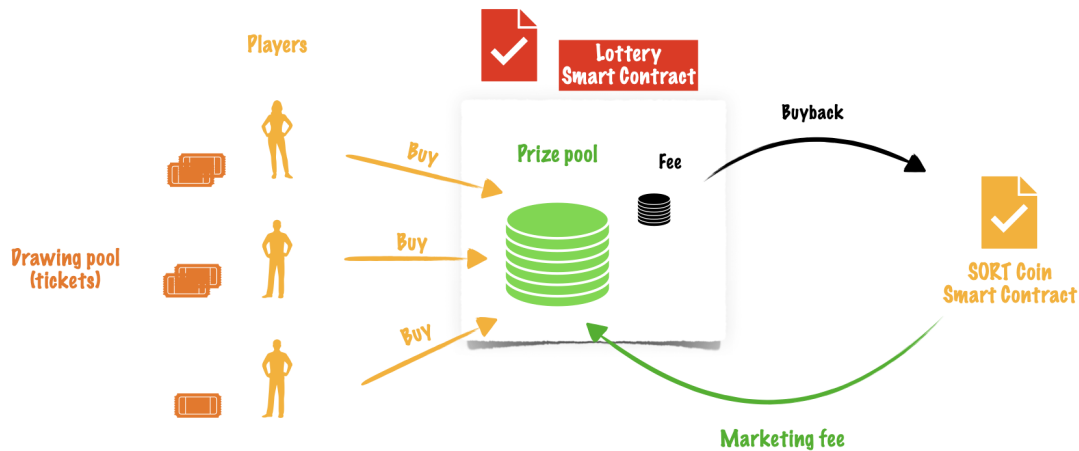 Players
Lottery
Smart Contract
Buyback
Buy
Prize pool
Fee
Drawing pool
(tickets)
Buy
SORT Coin
Smart Contract
Buy
Marketing fee